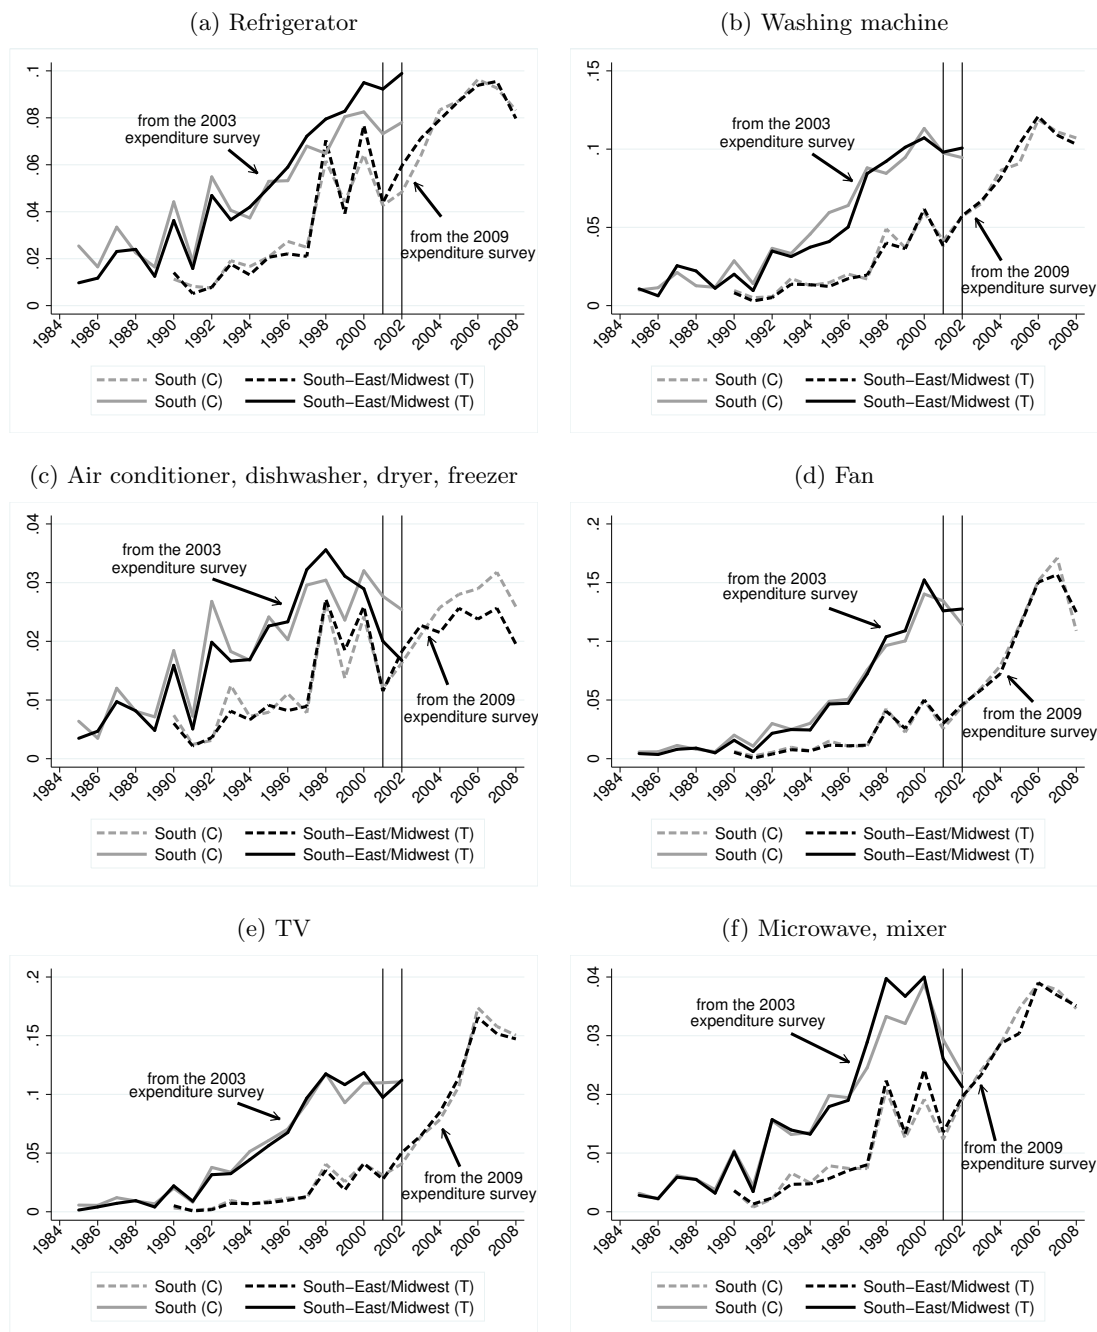 (a) Refrigerator
.1
.08
.06
.04
.02
0
from the 2003
expenditure survey
from the 2009
expenditure survey
1984 1986 1988 1990 1992 1994 1996 1998 2000 2002 2004 2006 2008
South (C) South−East/Midwest (T)
South (C) South−East/Midwest (T)
(b) Washing machine
.15
.1
.05
0
from the 2003
expenditure survey
from the 2009
expenditure survey
1984 1986 1988 1990 1992 1994 1996 1998 2000 2002 2004 2006 2008
South (C) South−East/Midwest (T)
South (C) South−East/Midwest (T)
(c) Air conditioner, dishwasher, dryer, freezer
.04
.03
.02
.01
0
from the 2003
expenditure survey
from the 2009
expenditure survey
1984 1986 1988 1990 1992 1994 1996 1998 2000 2002 2004 2006 2008
South (C) South−East/Midwest (T)
South (C) South−East/Midwest (T)
(d) Fan
.2
.15
.1
.05
0
from the 2003
expenditure survey
from the 2009
expenditure survey
1984 1986 1988 1990 1992 1994 1996 1998 2000 2002 2004 2006 2008
South (C) South−East/Midwest (T)
South (C) South−East/Midwest (T)
(e) TV
.2
.15
.1
.05
0
from the 2003
expenditure survey
from the 2009
expenditure survey
1984 1986 1988 1990 1992 1994 1996 1998 2000 2002 2004 2006 2008
South (C) South−East/Midwest (T)
South (C) South−East/Midwest (T)
(f) Microwave, mixer
.04
.03
.02
.01
0
from the 2003
expenditure survey
from the 2009
expenditure survey
1984 1986 1988 1990 1992 1994 1996 1998 2000 2002 2004 2006 2008
South (C) South−East/Midwest (T)
South (C) South−East/Midwest (T)